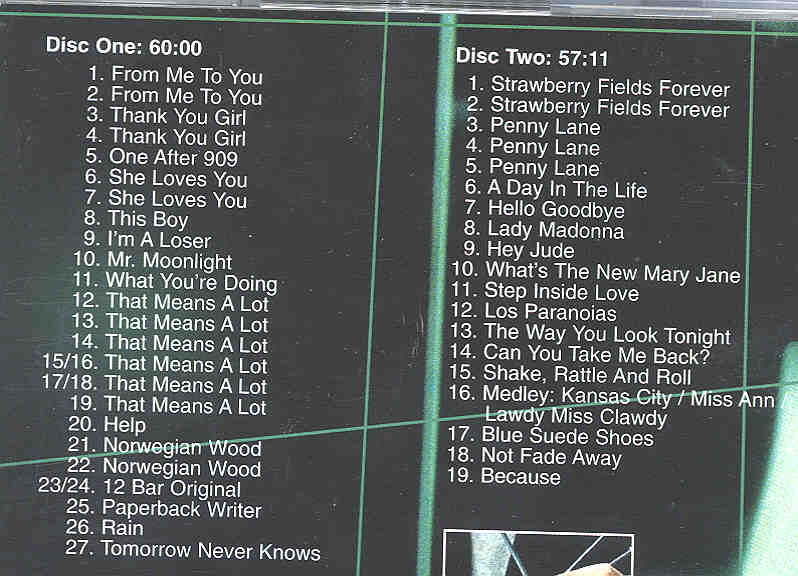 Disc One: 60:00
1. From Me To You
2. From Me To You
3. Thank You Girl
4. Thank You Girl
5. One After 909
6. She Loves You
7. She Loves You
8. This Boy
9. I'm A Loser
10. Mr. Moonlight
11. What You're Doing
12. That Means A Lot
13. That Means A Lot
14. That Means A Lot
15/16. That Means A Lot
17/18. That Means A Lot
19. That Means A Lot
20. Help
21. Norwegian Wood
22. Norwegian Wood
23/24. 12 Bar Original
25. Paperback Writer
26. Rain
27. Tomorrow Never Knows
Disc Two: 57:11
1. Strawberry Fields Forever
2. Strawberry Fields Forever
3. Penny Lane
4. Penny Lane
5. Penny Lane
6. A Day In The Life
7. Hello Goodbye
8. Lady Madonna
9. Hey Jude
10. What's The New Mary Jane
11. Step Inside Love
12. Los Paranoias
13. The Way You Look Tonight
14. Can You Take Me Back?
15. Shake, Rattle And Roll
16. Medley: Kansas City / Miss Ann /
Lawdy Miss Clawdy
17. Blue Suede Shoes
18. Not Fade Away
19. Because